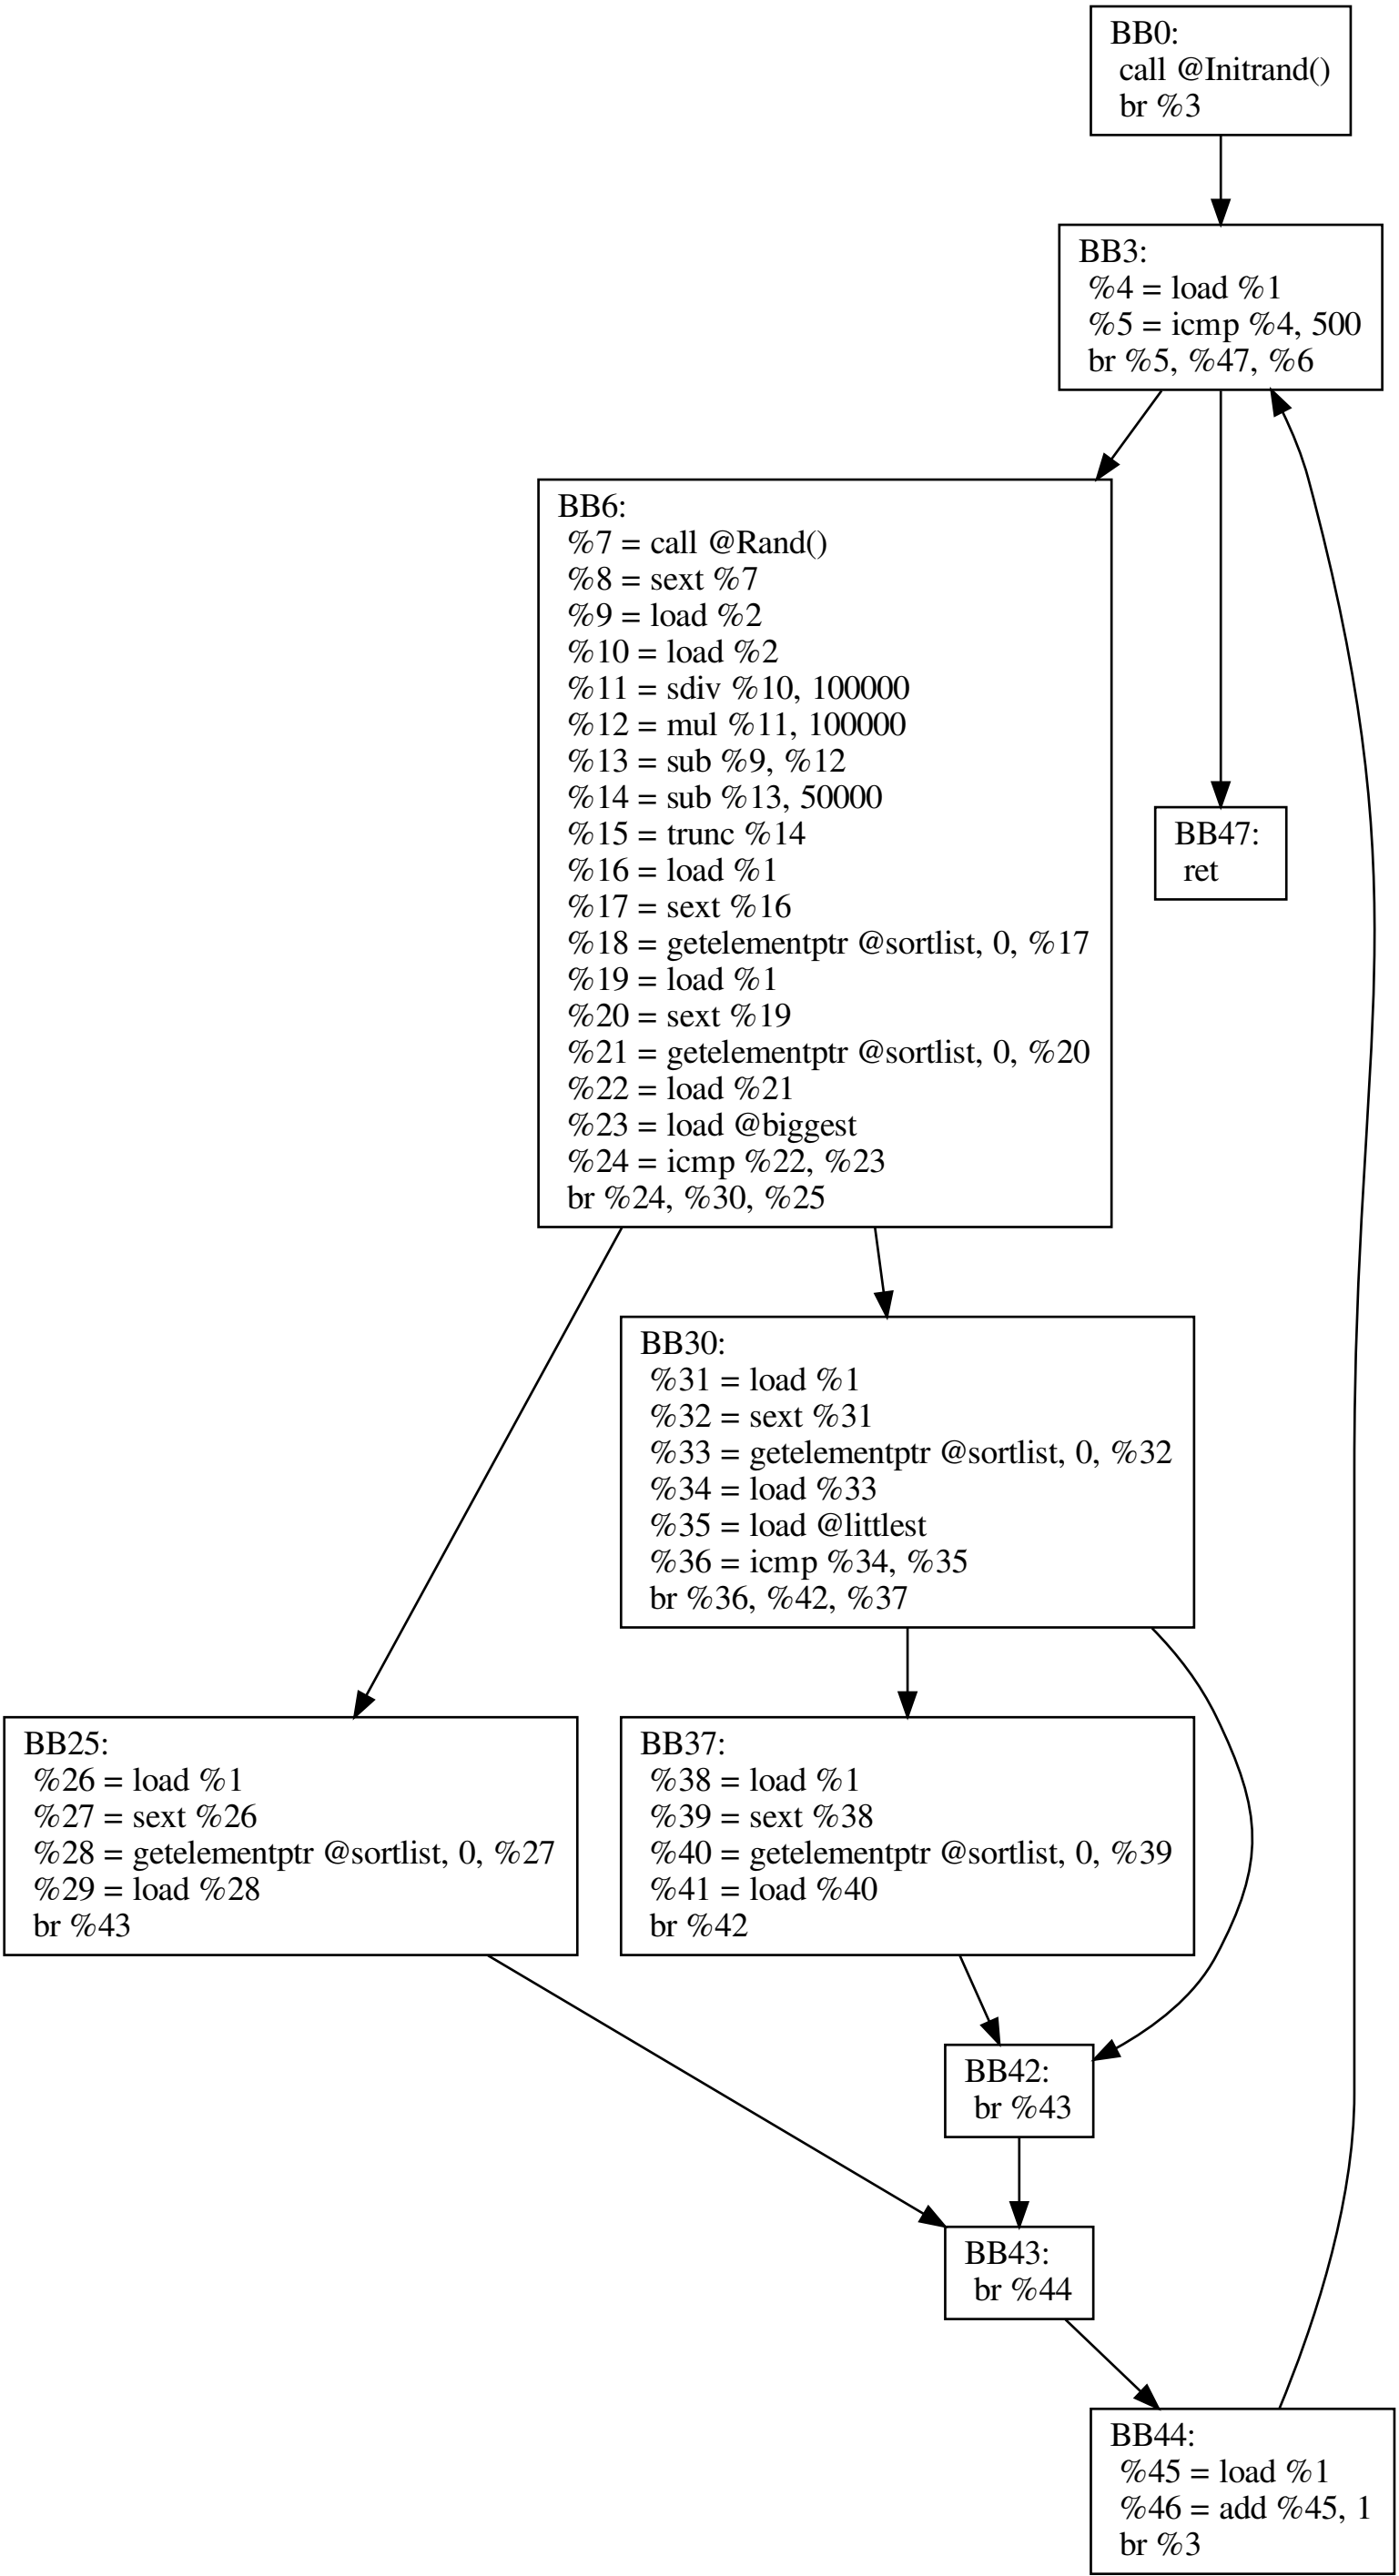 BB0:
call @Initrand()
br %3
BB3:
%4 = load %1
%5 = icmp %4, 500
br %5, %47, %6
BB6:
%7 = call @Rand()
%8 = sext %7
%9 = load %2
%10 = load %2
%11 = sdiv %10, 100000
%12 = mul %11, 100000
%13 = sub %9, %12
%14 = sub %13, 50000
%15 = trunc %14
%16 = load %1
%17 = sext %16
%18 = getelementptr @sortlist, 0, %17
%19 = load %1
%20 = sext %19
%21 = getelementptr @sortlist, 0, %20
%22 = load %21
%23 = load @biggest
%24 = icmp %22, %23
br %24, %30, %25
BB47:
ret
BB30:
%31 = load %1
%32 = sext %31
%33 = getelementptr @sortlist, 0, %32
%34 = load %33
%35 = load @littlest
%36 = icmp %34, %35
br %36, %42, %37
BB25:
%26 = load %1
%27 = sext %26
%28 = getelementptr @sortlist, 0, %27
%29 = load %28
br %43
BB37:
%38 = load %1
%39 = sext %38
%40 = getelementptr @sortlist, 0, %39
%41 = load %40
br %42
BB42:
br %43
BB43:
br %44
BB44:
%45 = load %1
%46 = add %45, 1
br %3